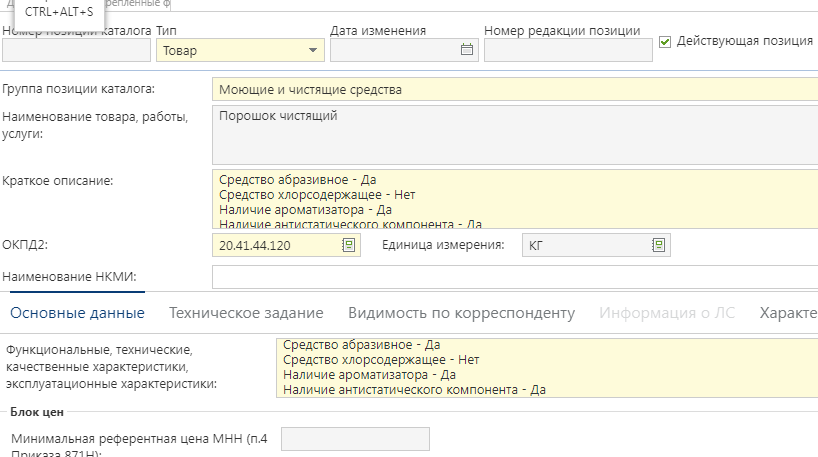 CTRL+ALT+S
Номер позиции каталога
Тип
Дата изменения
Номер редакции позиции
Товар
Действующая позиция
Группа позиции каталога:
Моющие и чистящие средства
Наименование товара, работы,
услуги:
Порошок чистящий
Краткое описание:
Средство абразивное - Да
Средство хлорсодержащее - Нет
Наличие ароматизатора - Да
Наличие антистатического компонента - Да
ОКПД2:
20.41.44.120
Единица измерения:
КГ
Наименование НКМИ:
Основные данные
Техническое задание
Видимость по корреспонденту
Информация о ЛС
Характе
Функциональные, технические,
качественные характеристики,
эксплуатационные характеристики:
Средство абразивное - Да
Средство хлорсодержащее - Нет
Наличие ароматизатора - Да
Наличие антистатического компонента - Да
Блок цен
Минимальная референтная цена МНН (п.4
Приказа 871Н):